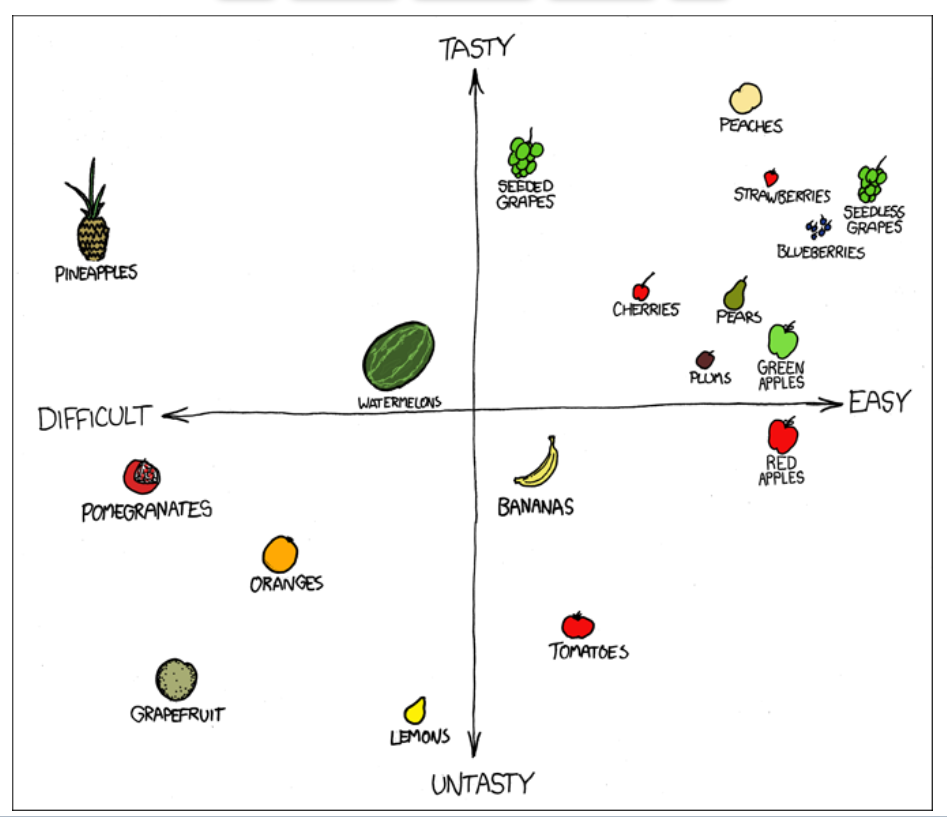 TASTY
PEACHES
SEEDED
GRAPES
STRAWBERRIES
SEEDLESS
GRAPES
BLUEBERRIES
PINEAPPLES
CHERRIES
PEARS
PLUMS
GREEN
APPLES
WATERMELONS
DIFFICULT
EASY
RED
APPLES
POMEGRANATES
BANANAS
ORANGES
TOMATOES
GRAPEFRUIT
LEMONS
UNTASTY